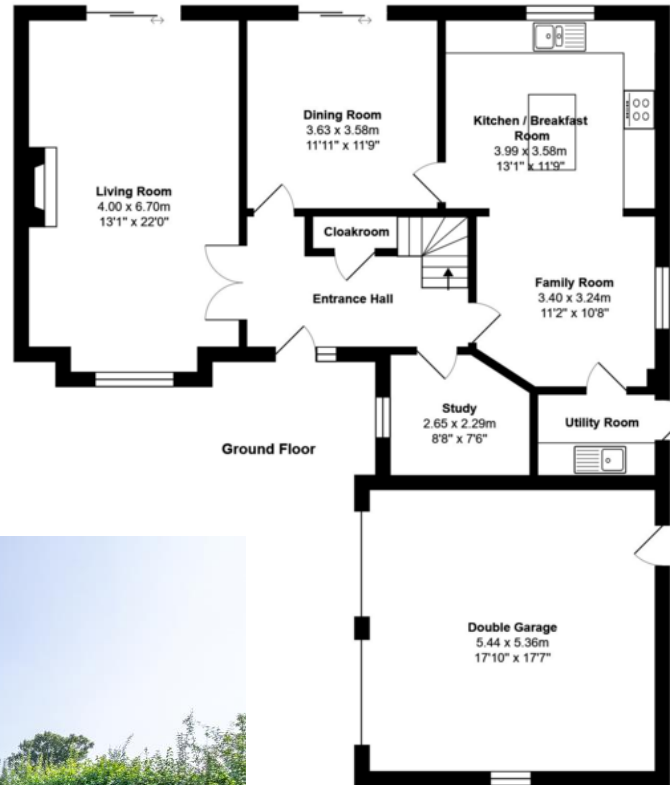 Living Room
4.00 x 6.70m
13'1" x 22'0"
Dining Room
3.63 x 3.58m
11'11" x 11'9"
Kitchen / Breakfast
Room
3.99 x 3.58m
13'1" x 11'9"
Cloakroom
Entrance Hall
Family Room
3.40 x 3.24m
11'2" x 10'8"
Study
2.65 x 2.29m
8'8" x 7'6"
Utility Room
Ground Floor
Double Garage
5.44 x 5.36m
17'10" x 17'7"